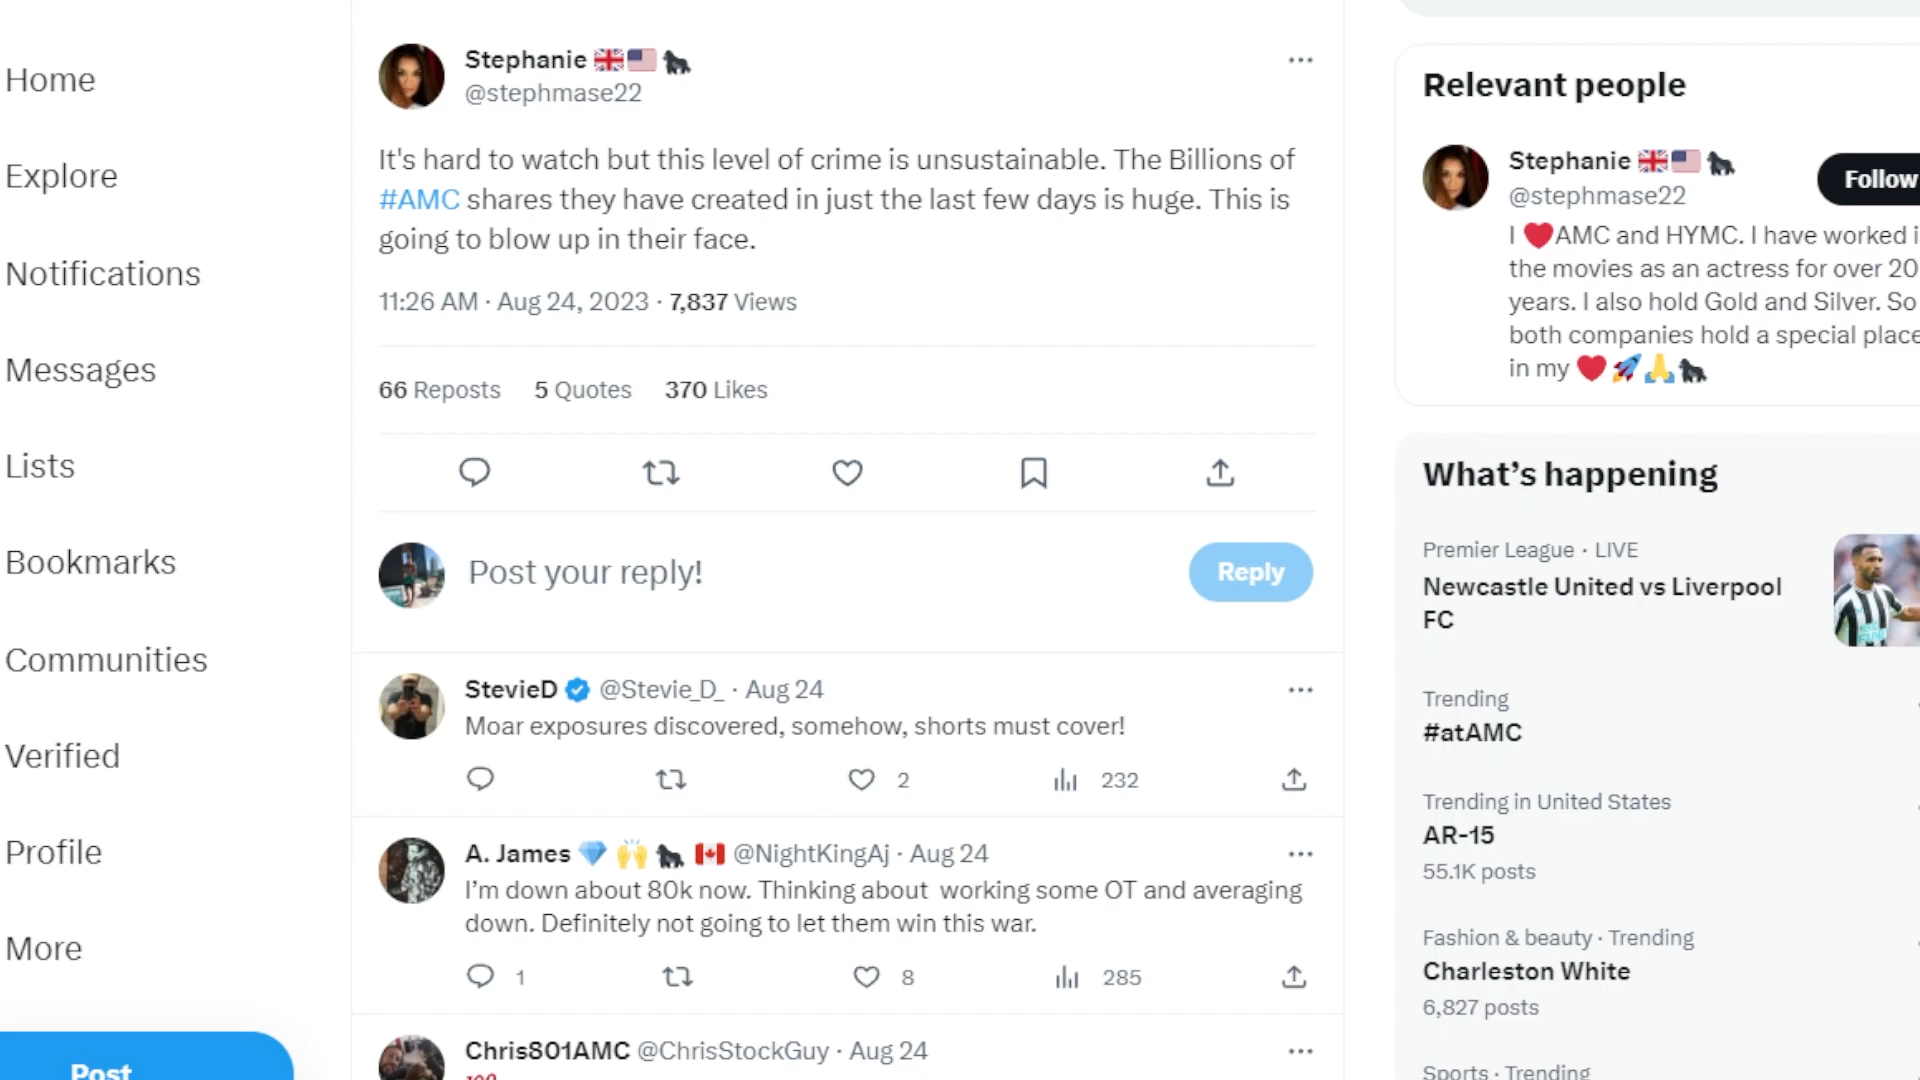 Home
Explore
Notifications
Messages
Lists
Bookmarks
Communities
Verified
Profile
More
Post
Stephanie 🇬🇧🇺🇸🦍
@stephmase22
It's hard to watch but this level of crime is unsustainable. The Billions of
#AMC shares they have created in just the last few days is huge. This is
going to blow up in their face.
11:26 AM · Aug 24, 2023 · 7,837 Views
66 Reposts 5 Quotes 370 Likes
Post your reply!
Reply
StevieD @Stevie_D_ · Aug 24
Moar exposures discovered, somehow, shorts must cover!
2 232
A. James 💎 🙌 🦍 🇨🇦 @NightKingAj · Aug 24
I’m down about 80k now. Thinking about  working some OT and averaging
down. Definitely not going to let them win this war.
1 8 285
Chris801AMC @ChrisStockGuy · Aug 24
Relevant people
Stephanie 🇬🇧🇺🇸🦍
@stephmase22
Follow
I ❤️AMC and HYMC. I have worked i
the movies as an actress for over 20
years. I also hold Gold and Silver. So
both companies hold a special place
in my ❤️🚀🙏🦍
What’s happening
Premier League · LIVE
Newcastle United vs Liverpool
FC
Trending
#atAMC
Trending in United States
AR-15
55.1K posts
Fashion & beauty · Trending
Charleston White
6,827 posts
Sports · Trending